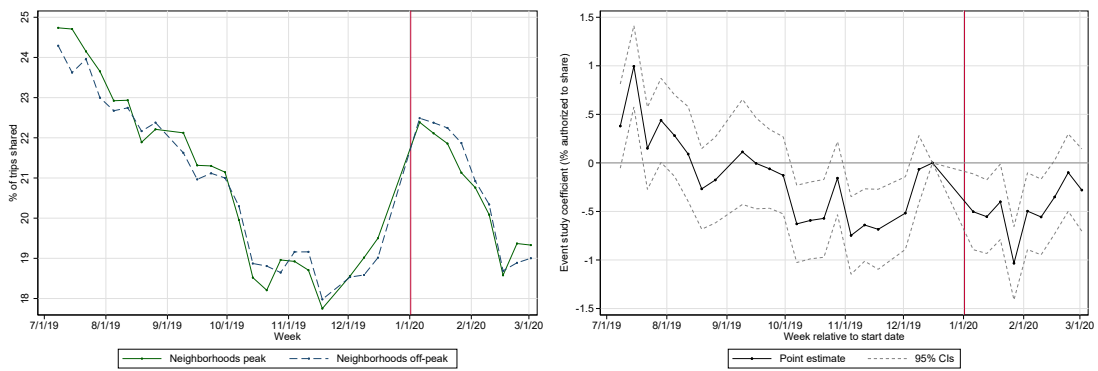 25
24
23
22
21
20
19
18
% of trips shared
7/1/19 8/1/19 9/1/19 10/1/19 11/1/19 12/1/19 1/01/20 2/1/20 3/1/20
Week
Neighborhoods peak Neighborhoods off-peak
1.5
1
.5
0
-.5
-1
-1.5
Event study coefficient (\% authorized to share)
7/1/19 8/1/19 9/1/19 10/1/19 11/1/19 12/1/19 1/1/20 2/1/20 3/1/20
Week relative to start date
Point estimate 95% CIs